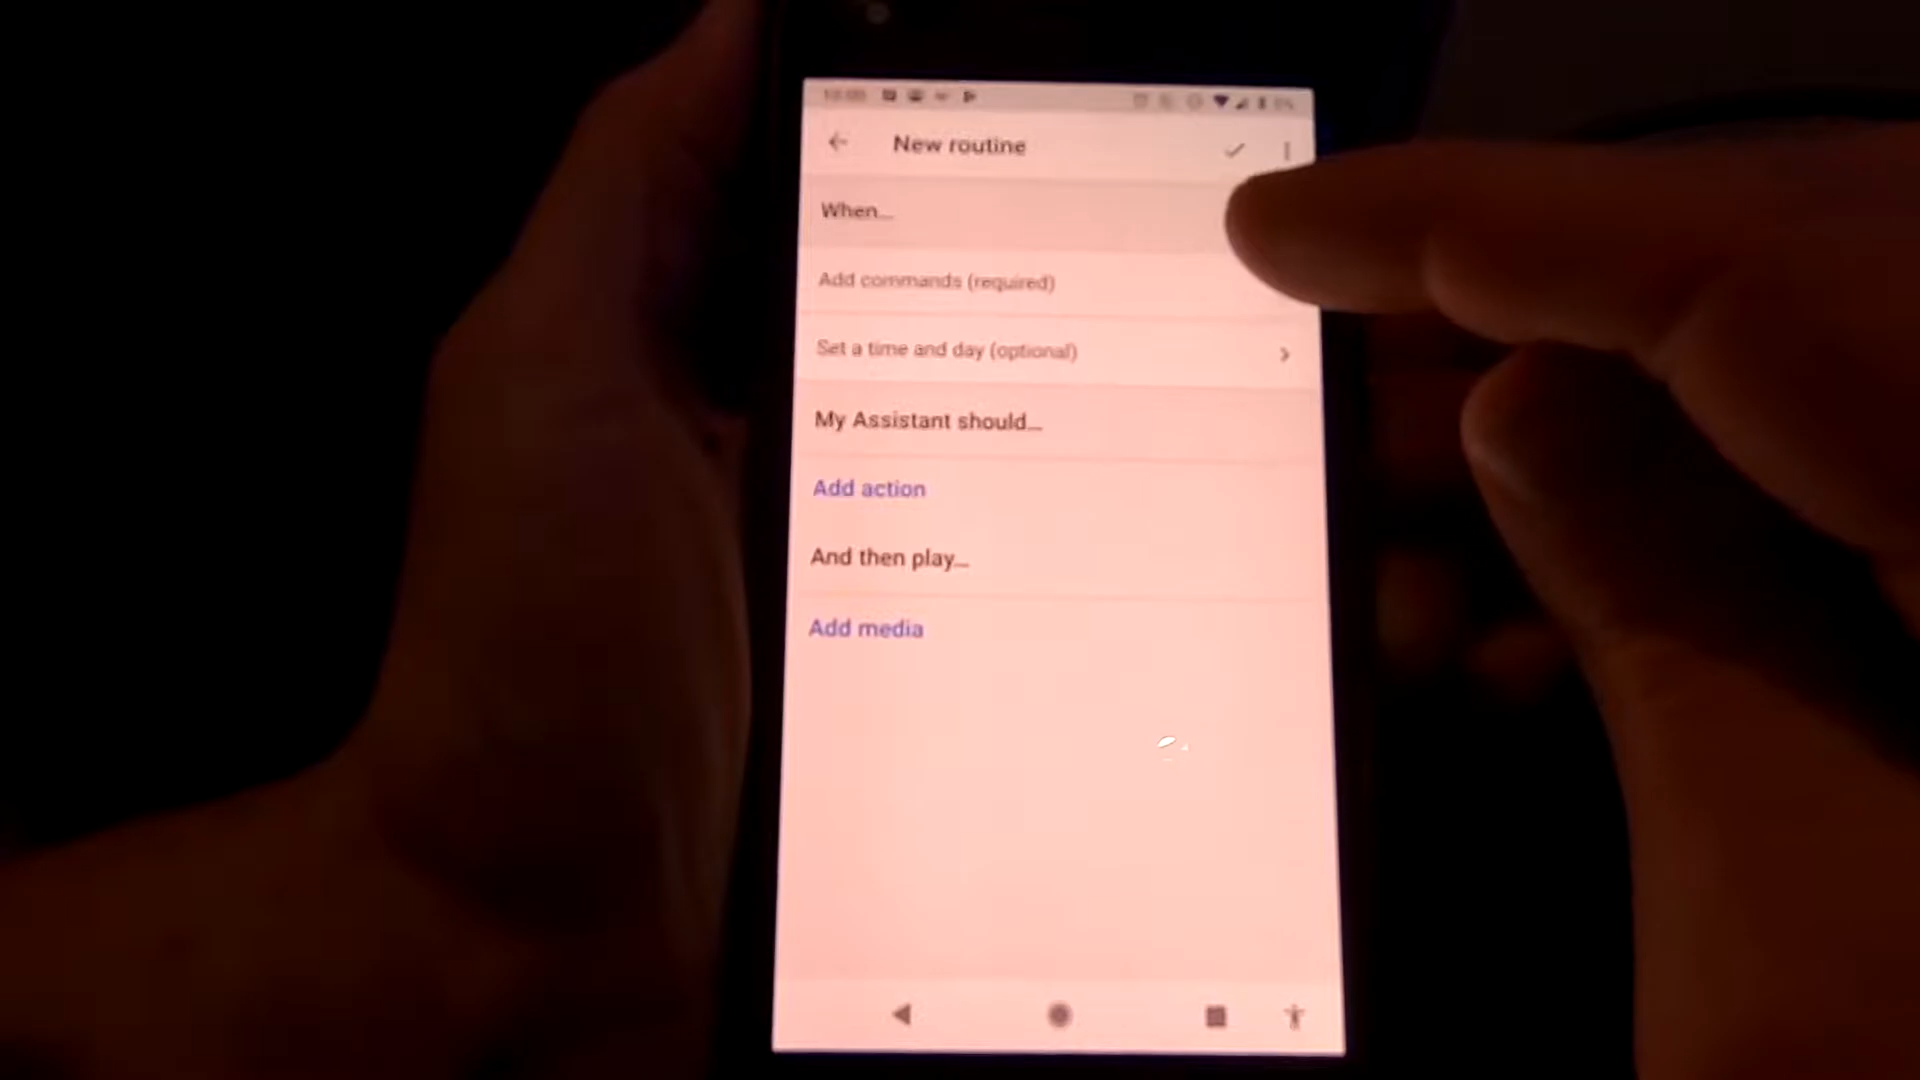 New routine
When...
Add commands (required)
Set a time and day (optional)
My Assistant should...
Add action
And then play...
Add media